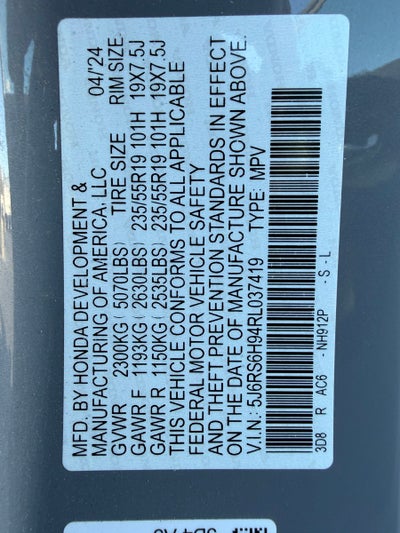 MFD. BY HONDA DEVELOPMENT &
MANUFACTURING OF AMERICA, LLC 04/'24
GVWR 2300KG ( 5070LBS) TIRE SIZE RIM SIZE
GAWR F 1193KG ( 2630LBS) 235/55R19 101H 19X7.5J
GAWR R 1150KG ( 2535LBS) 235/55R19 101H 19X7.5J
THIS VEHICLE CONFORMS TO ALL APPLICABLE
FEDERAL MOTOR VEHICLE SAFETY
AND THEFT PREVENTION STANDARDS IN EFFECT
ON THE DATE OF MANUFACTURE SHOWN ABOVE.
V.I.N.: 5J6RS6H94RL037419 TYPE: MPV
3D8 R AC6 -NH912P -S-L